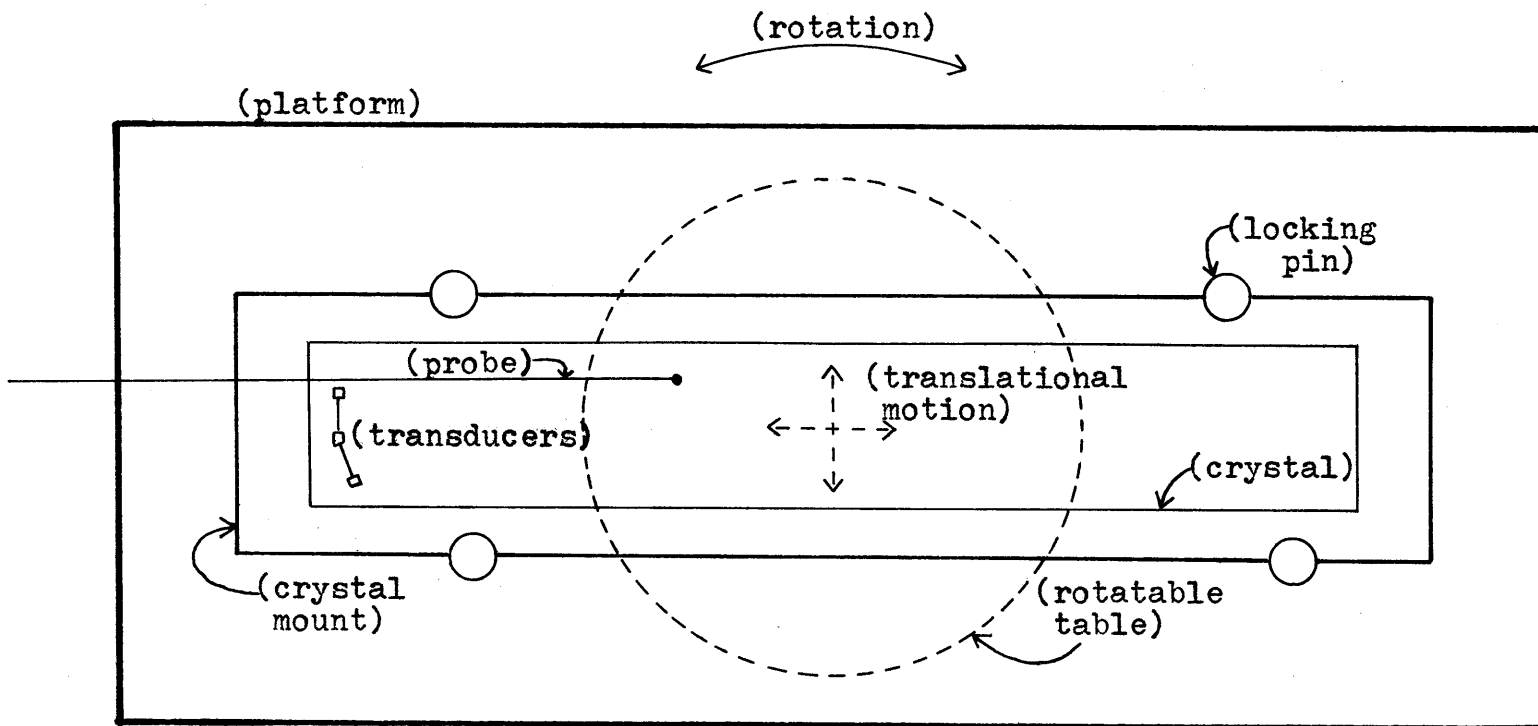 (rotation)
(platform)
(locking
pin)
(probe)
(translational
motion)
(transducers)
(crystal)
(crystal
mount)
(rotatable
table)